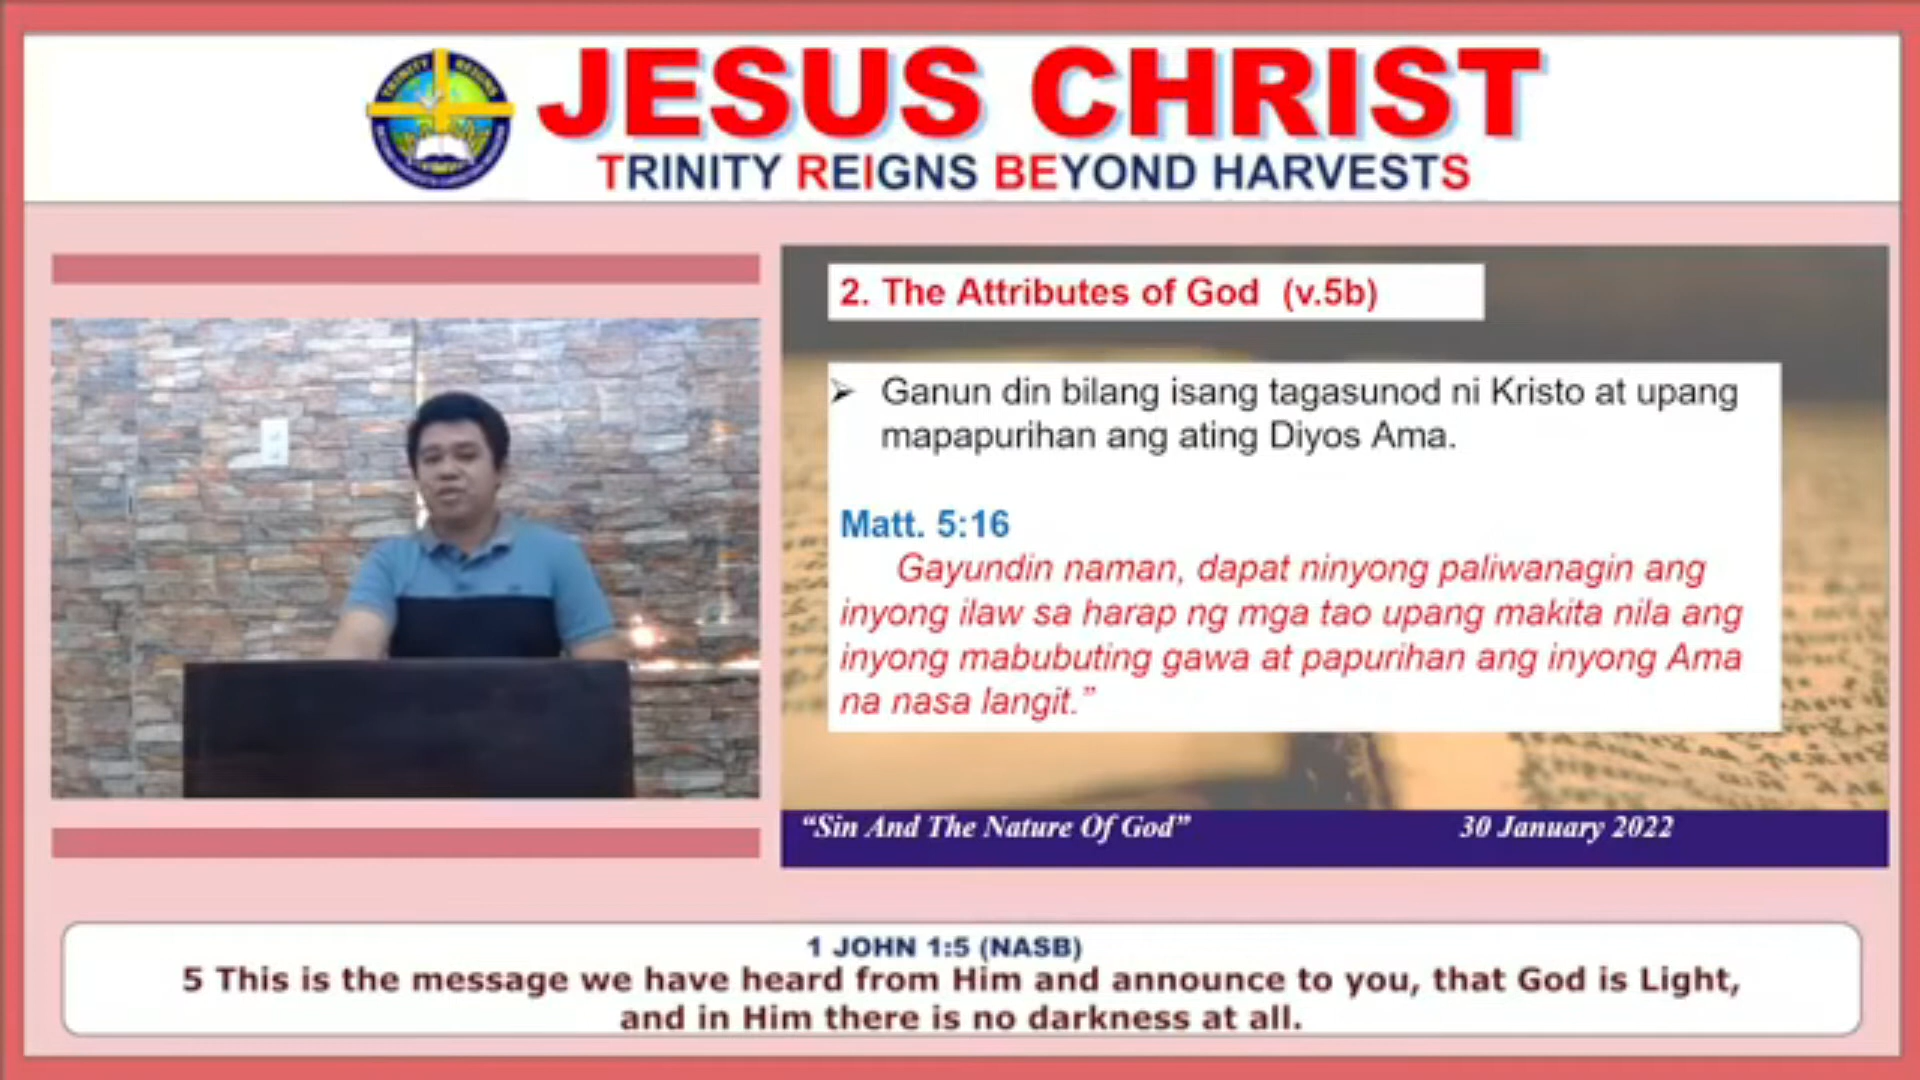 TRINITY REIGNS
JESUS CHRIST
TRINITY REIGNS BEYOND HARVESTS
2. The Attributes of God (v.5b)
➢ Ganun din bilang isang tagasunod ni Kristo at upang
mapapurihan ang ating Diyos Ama.
Matt. 5:16
Gayundin naman, dapat ninyong paliwanagin ang
inyong ilaw sa harap ng mga tao upang makita nila ang
inyong mabubuting gawa at papurihan ang inyong Ama
na nasa langit.”
“Sin And The Nature Of God” 30 January 2022
1 JOHN 1:5 (NASB)
5 This is the message we have heard from Him and announce to you, that God is Light,
and in Him there is no darkness at all.